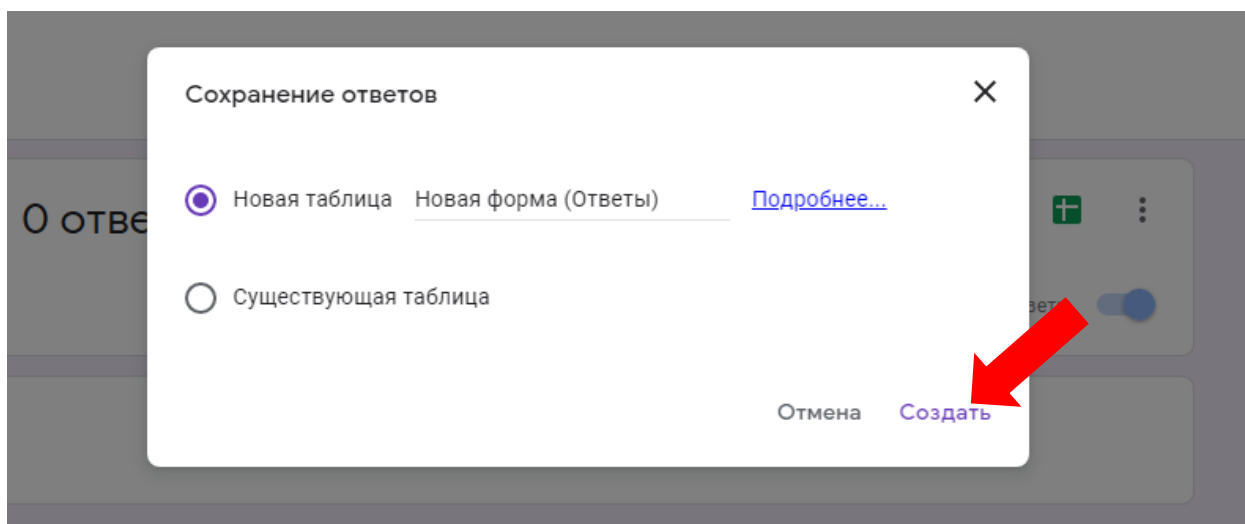 Сохранение ответов
Новая таблица Новая форма (Ответы) Подробнее...
0 отве
Существующая таблица
Отмена Создать